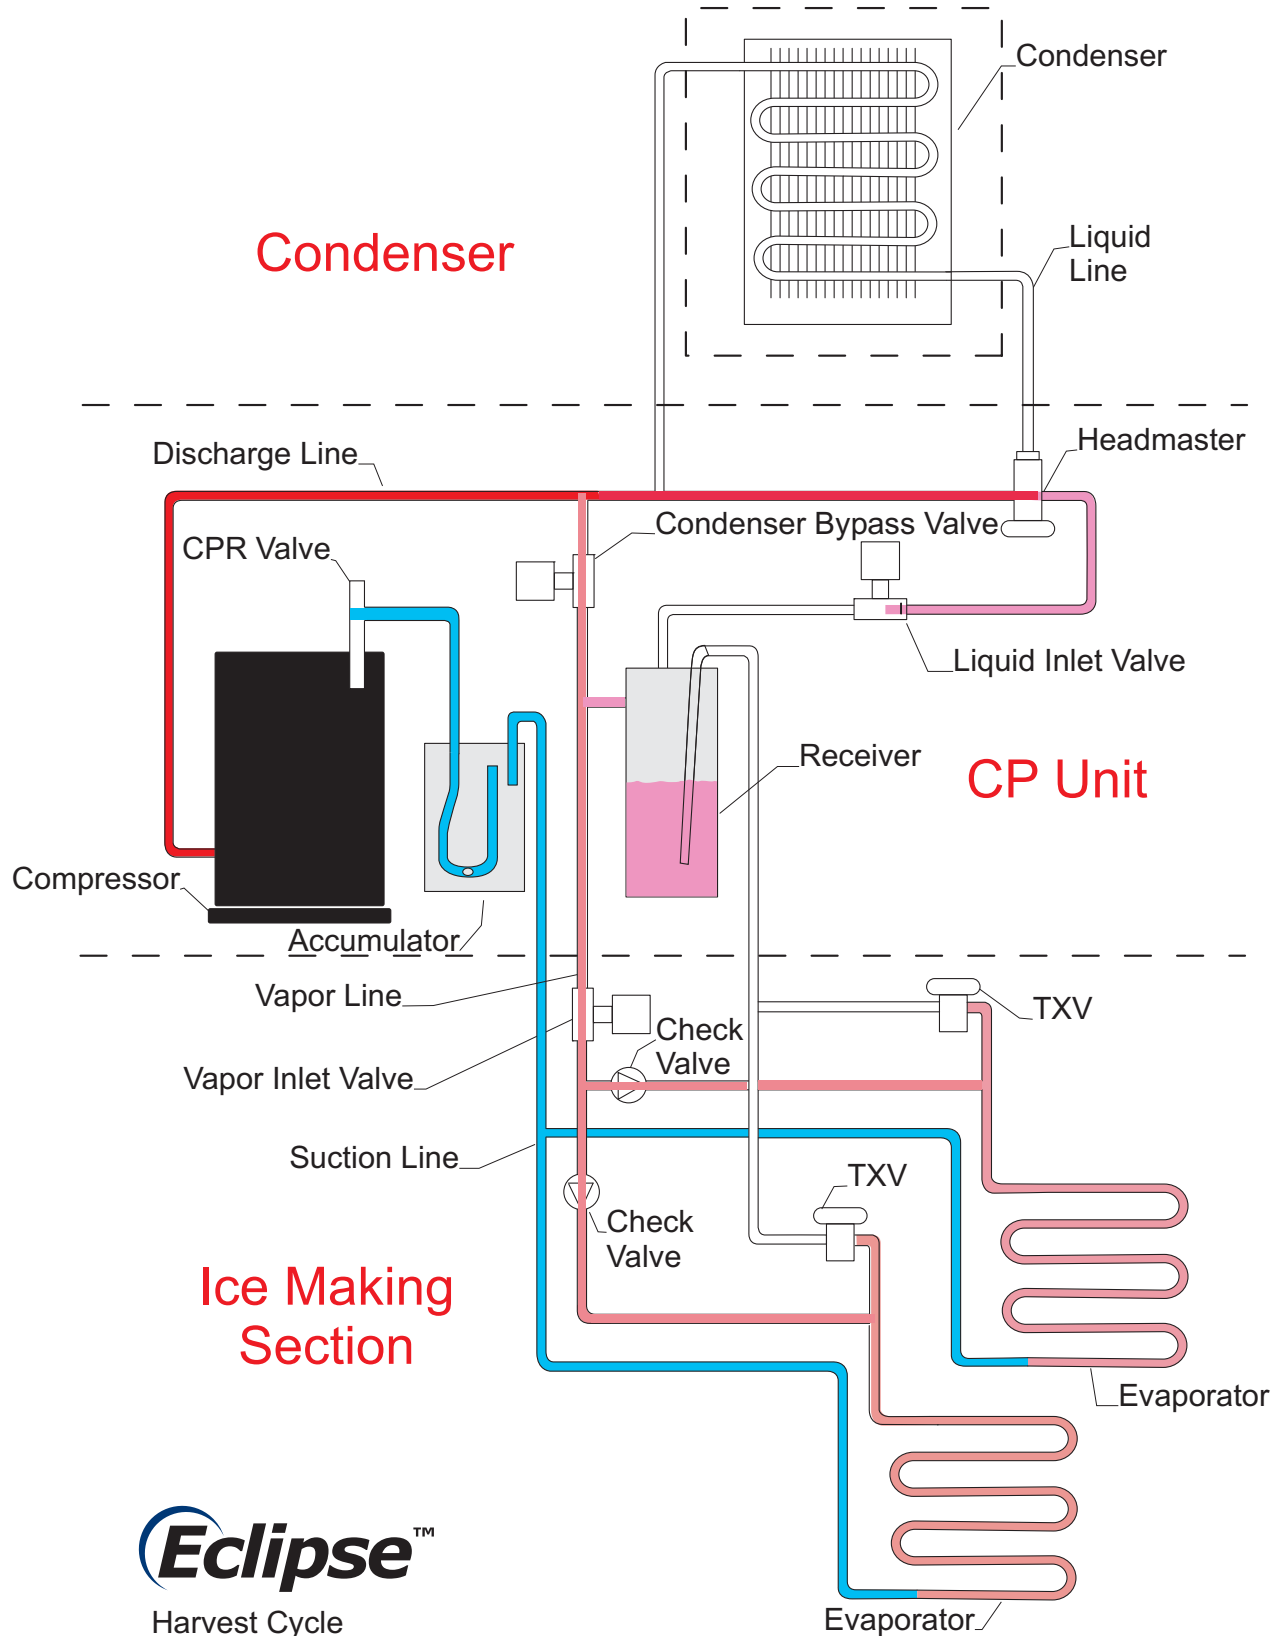 Condenser
Condenser
Liquid
Line
Discharge Line
Headmaster
Condenser Bypass Valve
CPR Valve
Liquid Inlet Valve
Receiver
CP Unit
Compressor
Accumulator
Vapor Line
TXV
Check
Valve
Vapor Inlet Valve
Suction Line
TXV
Check
Valve
Ice Making
Section
Evaporator
Eclipse™
Harvest Cycle
Evaporator